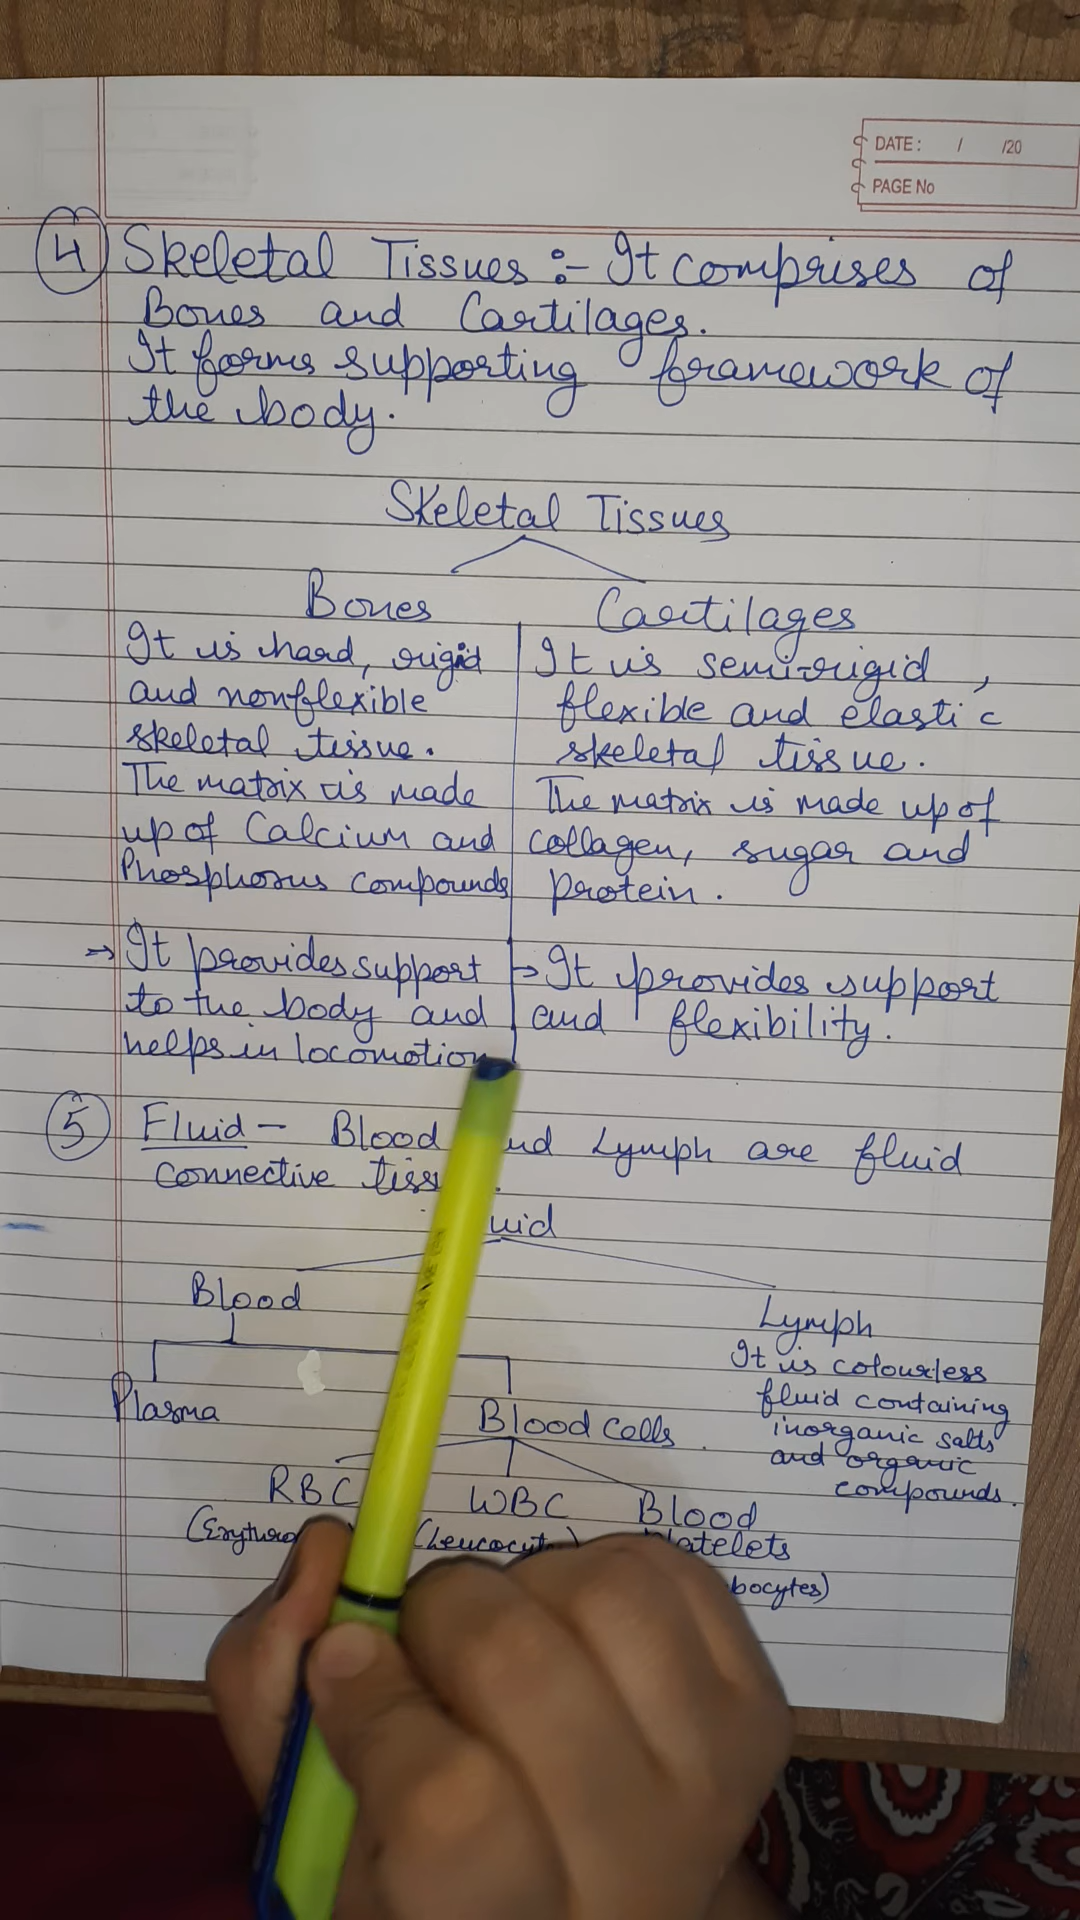 DATE: / /20
PAGE No
4 Skeletal Tissues :- It comprises of
Bones and Cartilages.
It forms supporting framework of
the body.
Skeletal Tissues
Bones
It is hard, rigid
and nonflexible
skeletal tissue.
The matrix is made
up of Calcium and
Phosphorus compounds
→ It provides support
to the body and
helps in locomotion
Cartilages
It is semi-rigid,
flexible and elastic
skeletal tissue.
The matrix is made up of
collagen, sugar and
protein.
→ It provides support
and flexibility.
5 Fluid - Blood and Lymph are fluid
connective
Blood
Plasma
Blood Cells
RBC
WBC
Blood
Lymph
It is colourless
fluid containing
inorganic salts
and organic
compounds.